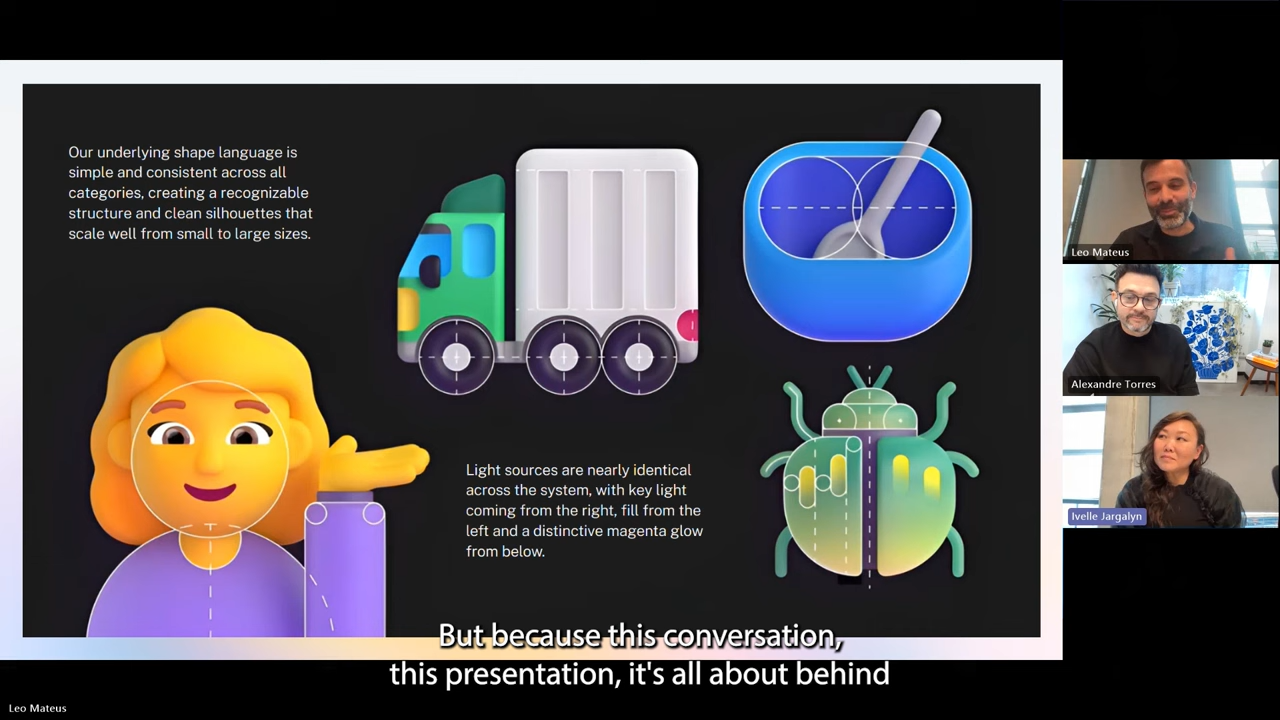 Our underlying shape language is
simple and consistent across all
categories, creating a recognizable
structure and clean silhouettes that
scale well from small to large sizes.
Light sources are nearly identical
across the system, with key light
coming from the right, fill from the
left and a distinctive magenta glow
from below.
Leo Mateus
Alexandre Torres
Ivelle Jargalyn
But because this conversation,
this presentation, it's all about behind
Leo Mateus